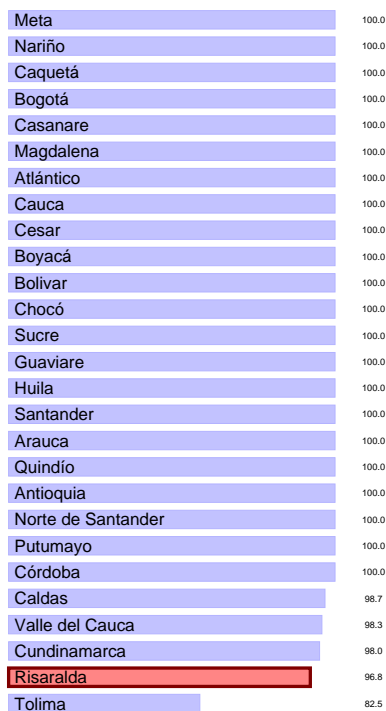 Meta 100.0
Nariño 100.0
Caquetá 100.0
Bogotá 100.0
Casanare 100.0
Magdalena 100.0
Atlántico 100.0
Cauca 100.0
Cesar 100.0
Boyacá 100.0
Bolivar 100.0
Chocó 100.0
Sucre 100.0
Guaviare 100.0
Huila 100.0
Santander 100.0
Arauca 100.0
Quindío 100.0
Antioquia 100.0
Norte de Santander 100.0
Putumayo 100.0
Córdoba 100.0
Caldas 98.7
Valle del Cauca 98.3
Cundinamarca 98.0
Risaralda 96.8
Tolima 82.5